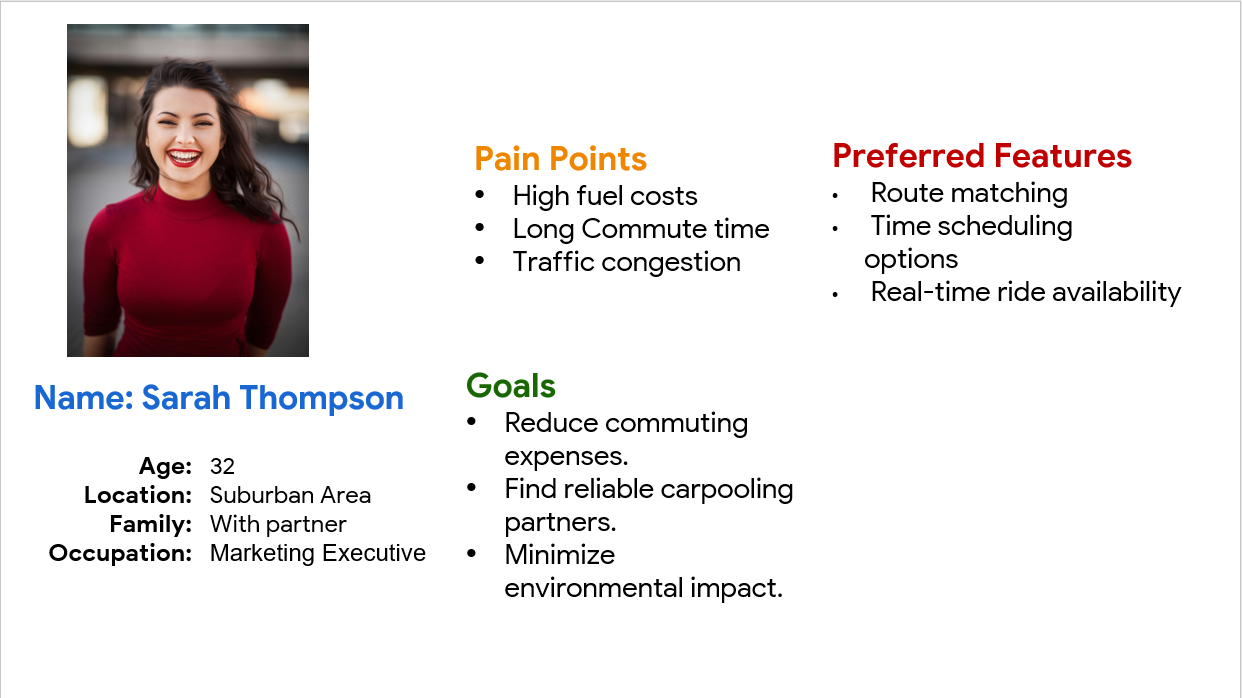 Name: Sarah Thompson
Age: 32
Location: Suburban Area
Family: With partner
Occupation: Marketing Executive
Pain Points
• High fuel costs
• Long Commute time
• Traffic congestion
Goals
• Reduce commuting
expenses.
• Find reliable carpooling
partners.
• Minimize
environmental impact.
Preferred Features
• Route matching
• Time scheduling
options
• Real-time ride availability